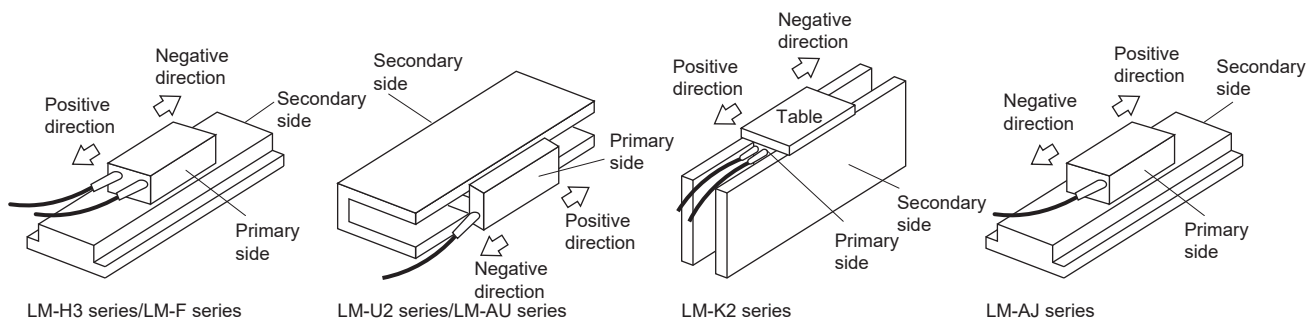 Negative
direction
Positive
direction
Secondary
side
Primary
side
LM-H3 series/LM-F series
Secondary
side
Primary
side
Positive
direction
Negative
direction
LM-U2 series/LM-AU series
Negative
direction
Positive
direction
Table
Secondary
side
Primary
side
LM-K2 series
Positive
direction
Secondary
side
Negative
direction
Primary
side
LM-AJ series